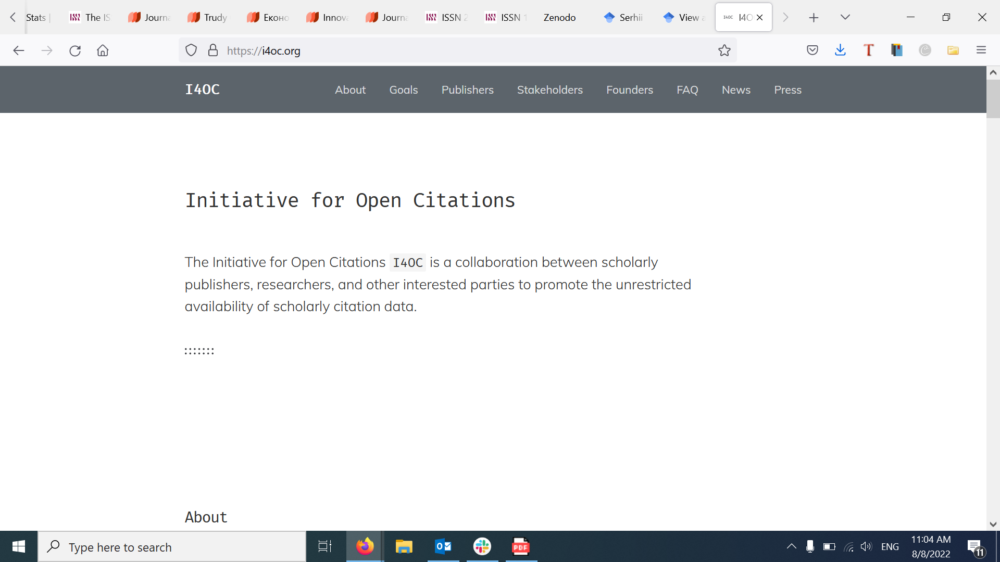 Stats |
The IS
Journa
Trudy
Еконо
Innova
Journa
ISSN 2
ISSN 1
Zenodo
Serhii
View a
I4OC
I4O
https://i4oc.org
I4OC
About
Goals
Publishers
Stakeholders
Founders
FAQ
News
Press
Initiative for Open Citations
The Initiative for Open Citations I4OC is a collaboration between scholarly
publishers, researchers, and other interested parties to promote the unrestricted
availability of scholarly citation data.
:::::::
About
Type here to search
PDF
ENG
11:04 AM
8/8/2022
11